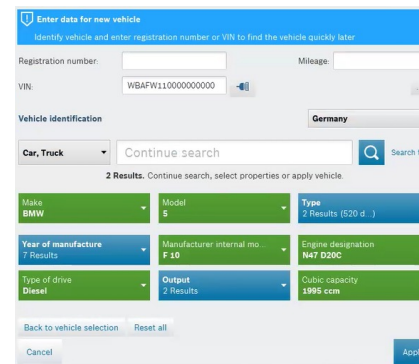 Enter data for new vehicle
Identify vehicle and enter registration number or VIN to find the vehicle quickly later
Registration number:
Mileage:
VIN:
WBAFW110000000000
Vehicle identification
Germany
Car, Truck
Continue search
Search
2 Results. Continue search, select properties or apply vehicle.
Make
BMW
Model
5
Type
2 Results (520 d...)
Year of manufacture
7 Results
Manufacturer internal mo...
F 10
Engine designation
N47 D20C
Type of drive
Diesel
Output
2 Results
Cubic capacity
1995 ccm
Back to vehicle selection
Reset all
Cancel
App